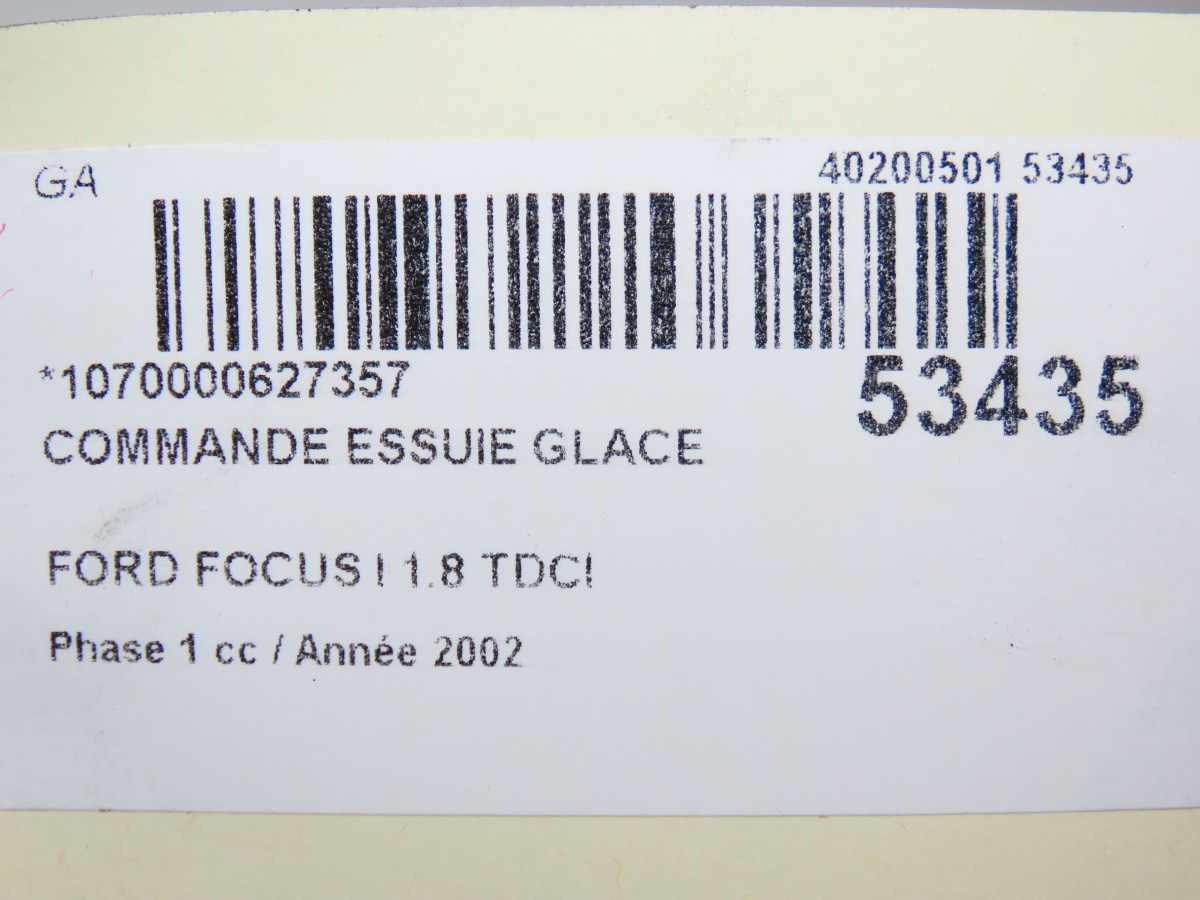 GA
40200501 53435
*1070000627357
53435
COMMANDE ESSUIE GLACE
FORD FOCUS I 1.8 TDCI
Phase 1 cc / Année 2002